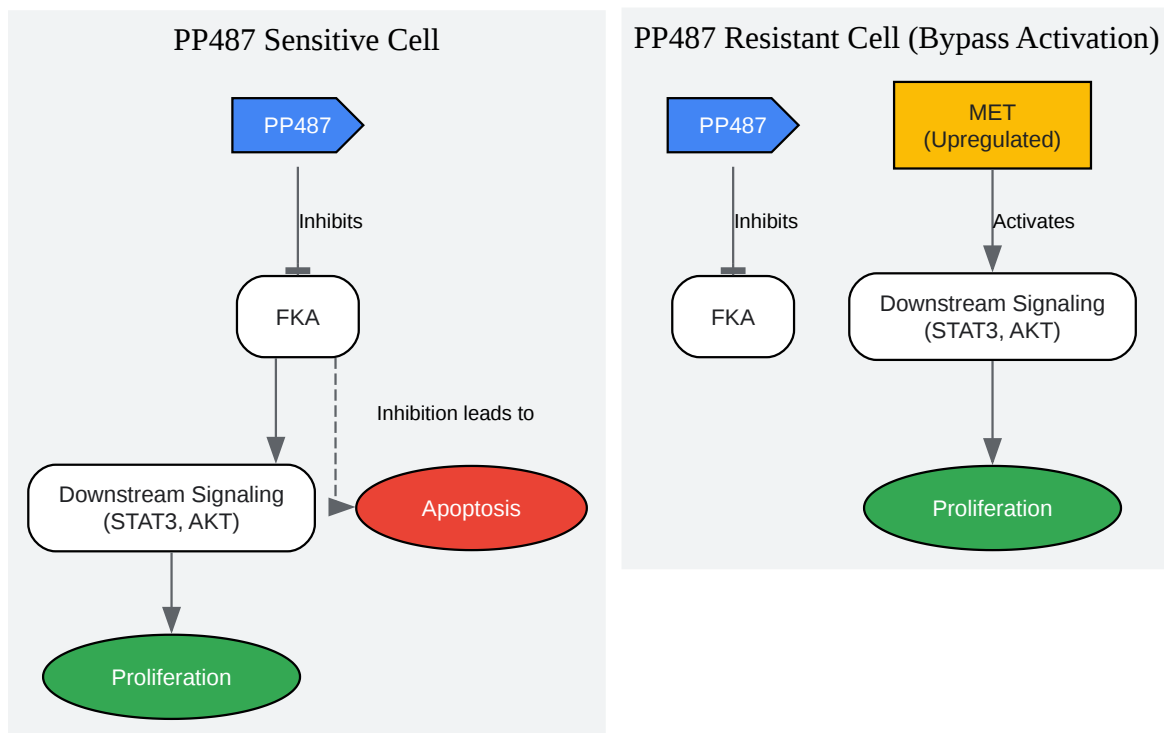 PP487 Sensitive Cell
PP487
Inhibits
FKA
Inhibition leads to
Downstream Signaling
(STAT3, AKT)
Apoptosis
Proliferation
PP487 Resistant Cell (Bypass Activation)
PP487
MET
(Upregulated)
Inhibits
Activates
FKA
Downstream Signaling
(STAT3, AKT)
Proliferation